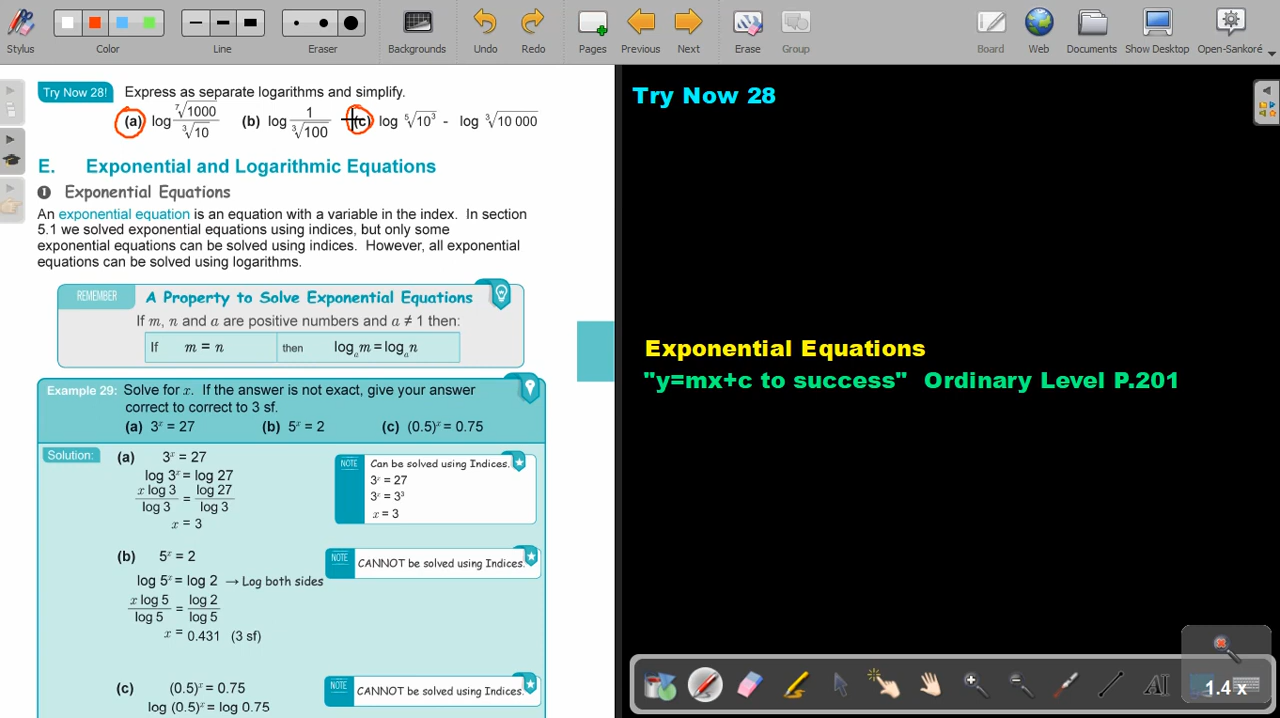 Stylus Color Line Eraser Backgrounds Undo Redo Pages Previous Next Erase Group Board Web Documents Show Desktop Open-Sankoré
Try Now 28! Express as separate logarithms and simplify.
(a) log ⁷√1000 / ³√10 (b) log 1 / ³√100 (c) log ⁵√10³ - log ³√10 000
E. Exponential and Logarithmic Equations
❶ Exponential Equations
An exponential equation is an equation with a variable in the index. In section
5.1 we solved exponential equations using indices, but only some
exponential equations can be solved using indices. However, all exponential
equations can be solved using logarithms.
REMEMBER A Property to Solve Exponential Equations
If m, n and a are positive numbers and a ≠ 1 then:
If m = n then logₐm = logₐn
Example 29: Solve for x. If the answer is not exact, give your answer
correct to correct to 3 sf.
(a) 3ˣ = 27 (b) 5ˣ = 2 (c) (0.5)ˣ = 0.75
Solution:
(a) 3ˣ = 27
log 3ˣ = log 27
x log 3 / log 3 = log 27 / log 3
x = 3
NOTE Can be solved using Indices.
3ˣ = 27
3ˣ = 3³
x = 3
(b) 5ˣ = 2
NOTE CANNOT be solved using Indices.
log 5ˣ = log 2 → Log both sides
x log 5 / log 5 = log 2 / log 5
x = 0.431 (3 sf)
(c) (0.5)ˣ = 0.75
NOTE CANNOT be solved using Indices.
log (0.5)ˣ = log 0.75
Try Now 28
Exponential Equations
"y=mx+c to success" Ordinary Level P.201
1.4 x